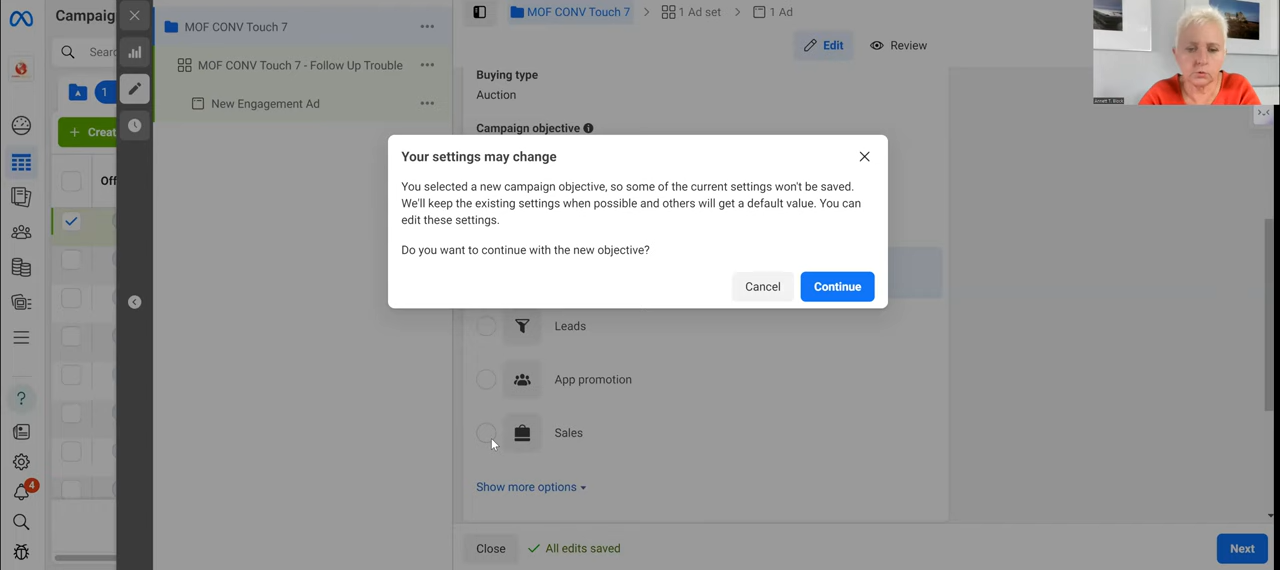 Campaig
Sear
1
+ Creat
Off
4
MOF CONV Touch 7
MOF CONV Touch 7 - Follow Up Trouble
New Engagement Ad
MOF CONV Touch 7 > 1 Ad set > 1 Ad
Edit
Review
Buying type
Auction
Campaign objective
Your settings may change
You selected a new campaign objective, so some of the current settings won't be saved.
We'll keep the existing settings when possible and others will get a default value. You can
edit these settings.
Do you want to continue with the new objective?
Cancel
Continue
Leads
App promotion
Sales
Show more options
Close
All edits saved
Next